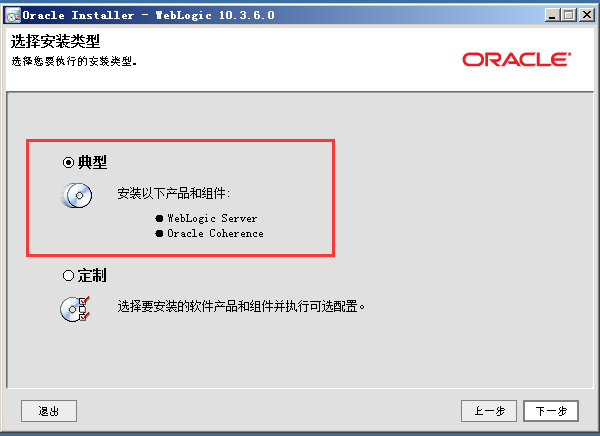 Oracle Installer - WebLogic 10.3.6.0
选择安装类型
选择您要执行的安装类型。
ORACLE
典型
安装以下产品和组件:
WebLogic Server
Oracle Coherence
定制
选择要安装的软件产品和组件并执行可选配置。
退出
上一步
下一步